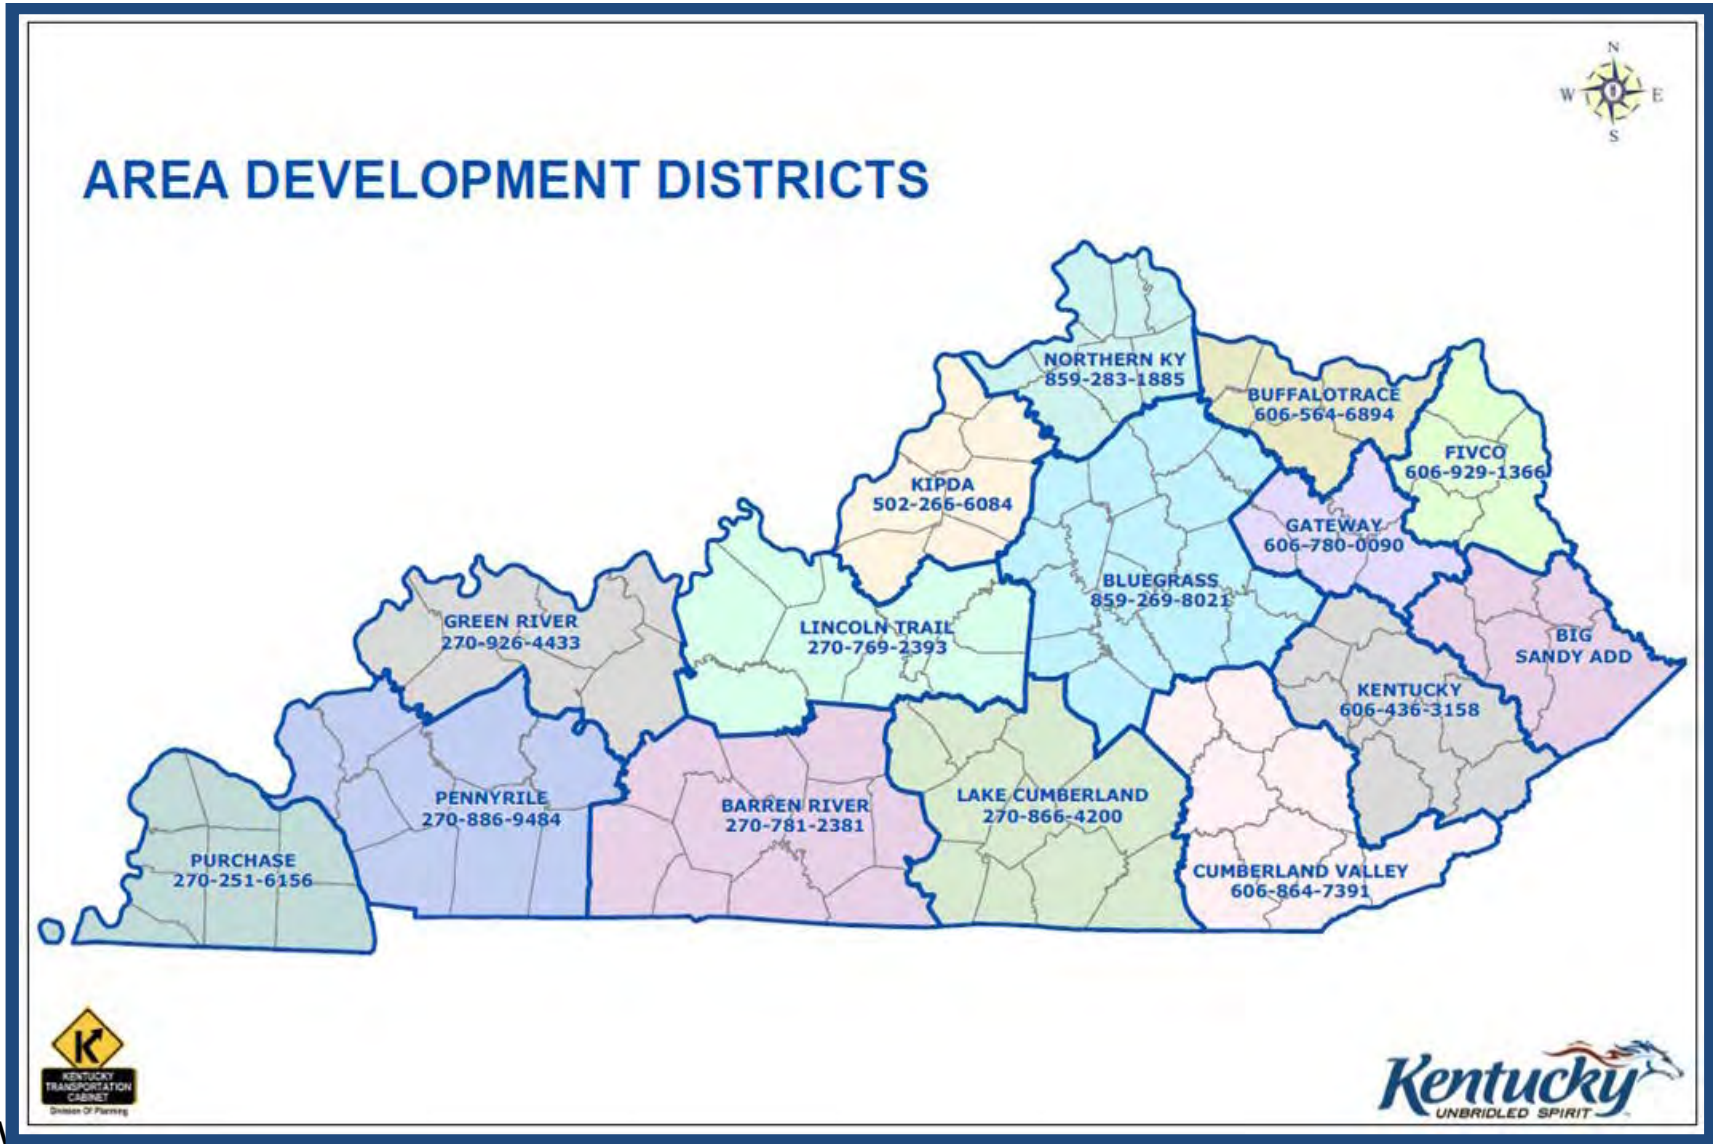 N
W E
S
AREA DEVELOPMENT DISTRICTS
NORTHERN KY
859-283-1885
BUFFALOTRACE
606-564-6894
FIVCO
606-929-1366
KIPDA
502-266-6084
GATEWAY
606-780-0090
BLUEGRASS
859-269-8021
GREEN RIVER
270-926-4433
LINCOLN TRAIL
270-769-2393
BIG
SANDY ADD
KENTUCKY
606-436-3158
PENNYRILE
270-886-9484
BARREN RIVER
270-781-2381
LAKE CUMBERLAND
270-866-4200
PURCHASE
270-251-6156
CUMBERLAND VALLEY
606-864-7391
K
KENTUCKY
TRANSPORTATION
CABINET
Division Of Planning
Kentucky
UNBRIDLED SPIRIT